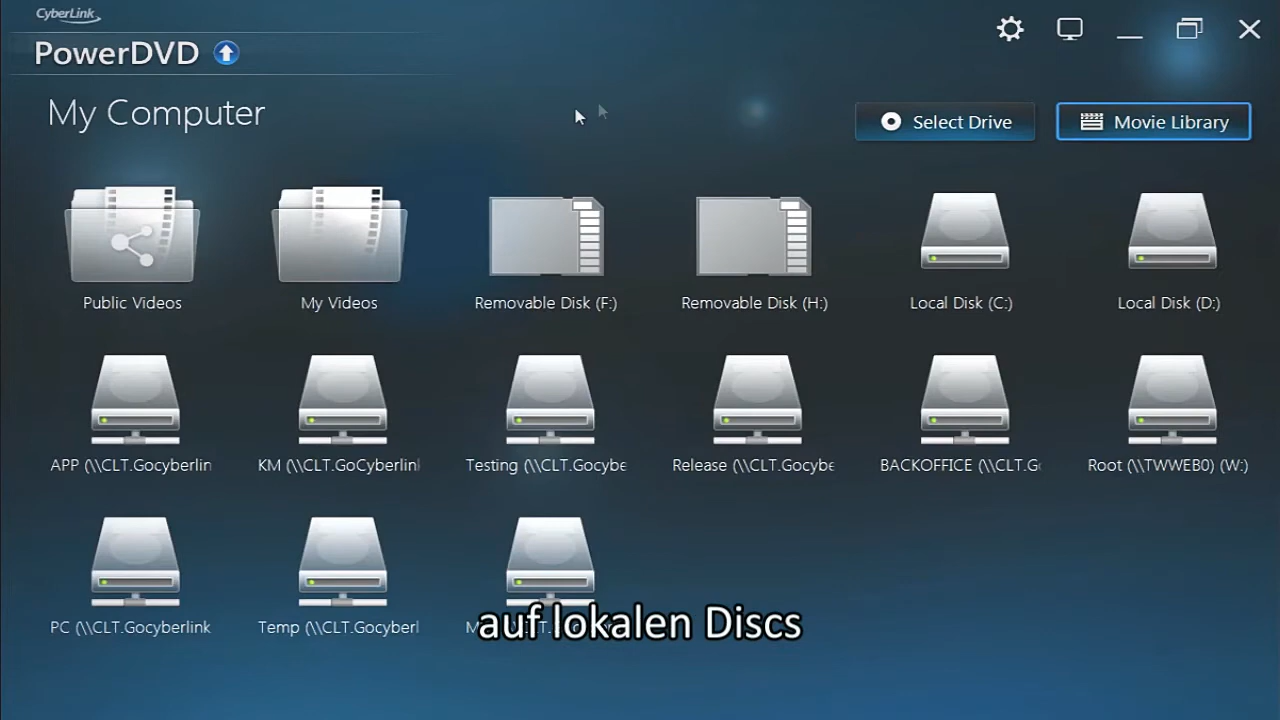 CyberLink
PowerDVD
My Computer
Select Drive
Movie Library
Public Videos
My Videos
Removable Disk (F:)
Removable Disk (H:)
Local Disk (C:)
Local Disk (D:)
APP (\\CLT.Gocyberlin
KM (\\CLT.GoCyberlin
Testing (\\CLT.Gocybe
Release (\\CLT.Gocybe
BACKOFFICE (\\CLT.G
Root (\\TWWEB0) (W:)
PC (\\CLT.Gocyberlink
Temp (\\CLT.Gocyberl
auf lokalen Discs